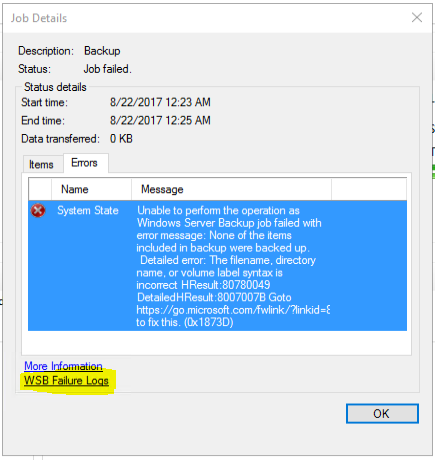 Job Details
Description: Backup
Status: Job failed.
Status details
Start time: 8/22/2017 12:23 AM
End time: 8/22/2017 12:25 AM
Data transferred: 0 KB
Items Errors
Name Message
System State Unable to perform the operation as
Windows Server Backup job failed with
error message: None of the items
included in backup were backed up.
Detailed error: The filename, directory
name, or volume label syntax is
incorrect HResult:80780049
DetailedHResult:8007007B Goto
https://go.microsoft.com/fwlink/?linkid=8
to fix this. (0x1873D)
More Information
WSB Failure Logs
OK